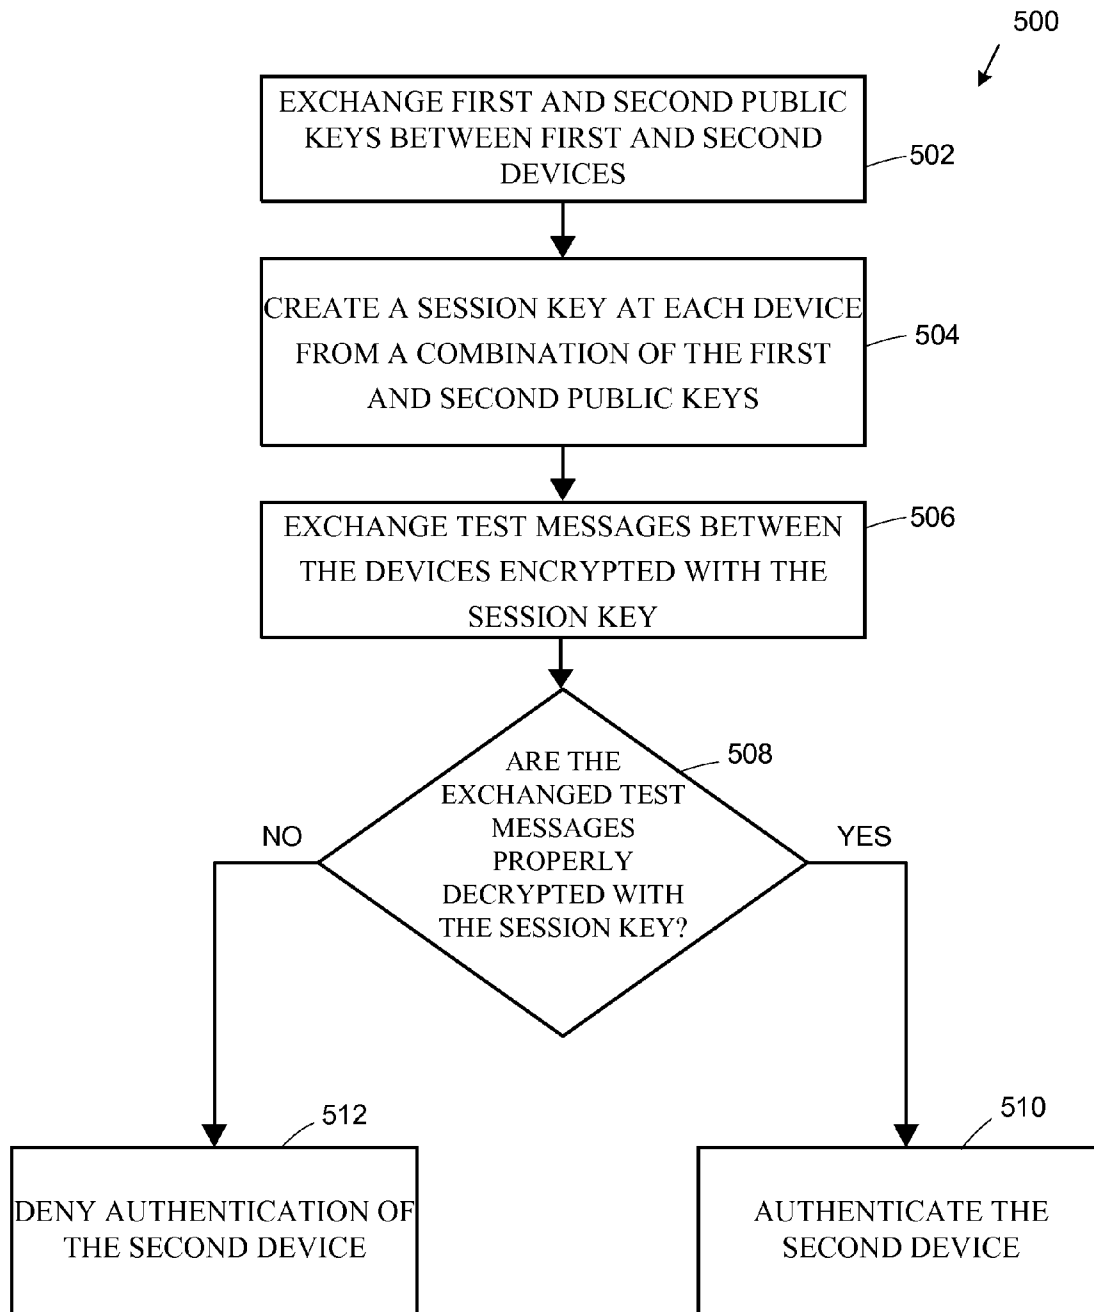 500
EXCHANGE FIRST AND SECOND PUBLIC
KEYS BETWEEN FIRST AND SECOND
DEVICES
502
CREATE A SESSION KEY AT EACH DEVICE
FROM A COMBINATION OF THE FIRST
AND SECOND PUBLIC KEYS
504
EXCHANGE TEST MESSAGES BETWEEN
THE DEVICES ENCRYPTED WITH THE
SESSION KEY
506
ARE THE
EXCHANGED TEST
MESSAGES
PROPERLY
DECRYPTED WITH
THE SESSION KEY?
508
NO
YES
512
DENY AUTHENTICATION OF
THE SECOND DEVICE
510
AUTHENTICATE THE
SECOND DEVICE